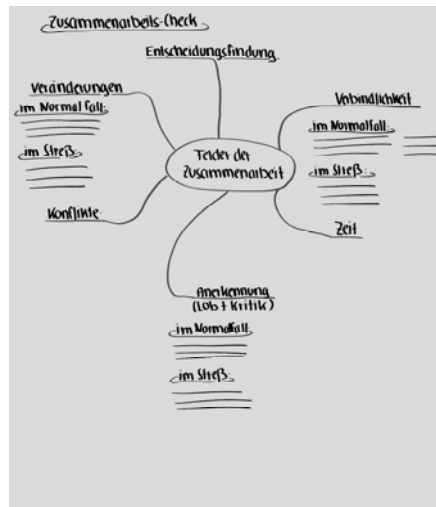 Zusammenarbeits-Check
Entscheidungsfindung
Veränderungen
im Normalfall:
im Streß:
Verbindlichkeit
im Normalfall:
im Streß:
Felder der
Zusammenarbeit
Konflikte
Zeit
Anerkennung
(Lob + Kritik)
im Normalfall:
im Streß: